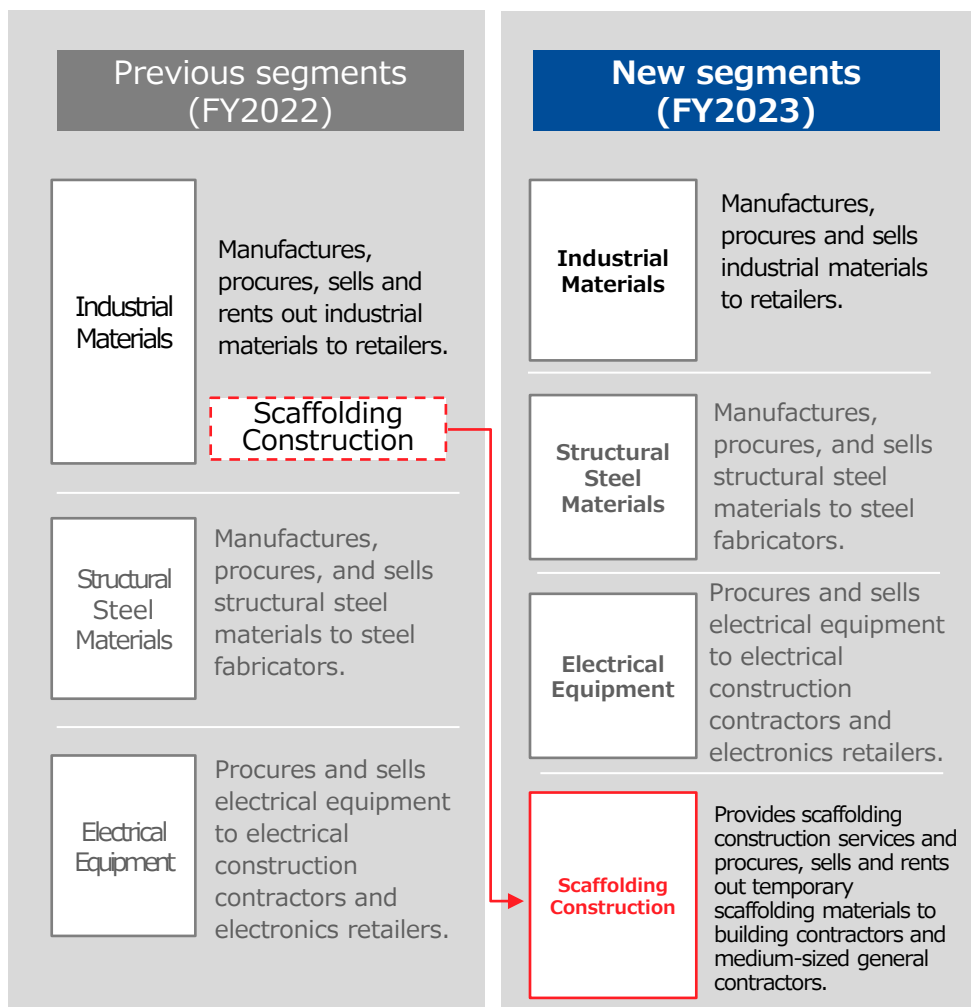 Previous segments
(FY2022)
Industrial
Materials
Manufactures,
procures, sells and
rents out industrial
materials to retailers.
Scaffolding
Construction
Structural
Steel
Materials
Manufactures,
procures, and sells
structural steel
materials to steel
fabricators.
Electrical
Equipment
Procures and sells
electrical equipment
to electrical
construction
contractors and
electronics retailers.
New segments
(FY2023)
Industrial
Materials
Manufactures,
procures and sells
industrial materials
to retailers.
Structural
Steel
Materials
Manufactures,
procures, and sells
structural steel
materials to steel
fabricators.
Electrical
Equipment
Procures and sells
electrical equipment
to electrical
construction
contractors and
electronics retailers.
Scaffolding
Construction
Provides scaffolding
construction services and
procures, sells and rents
out temporary
scaffolding materials to
building contractors and
medium-sized general
contractors.